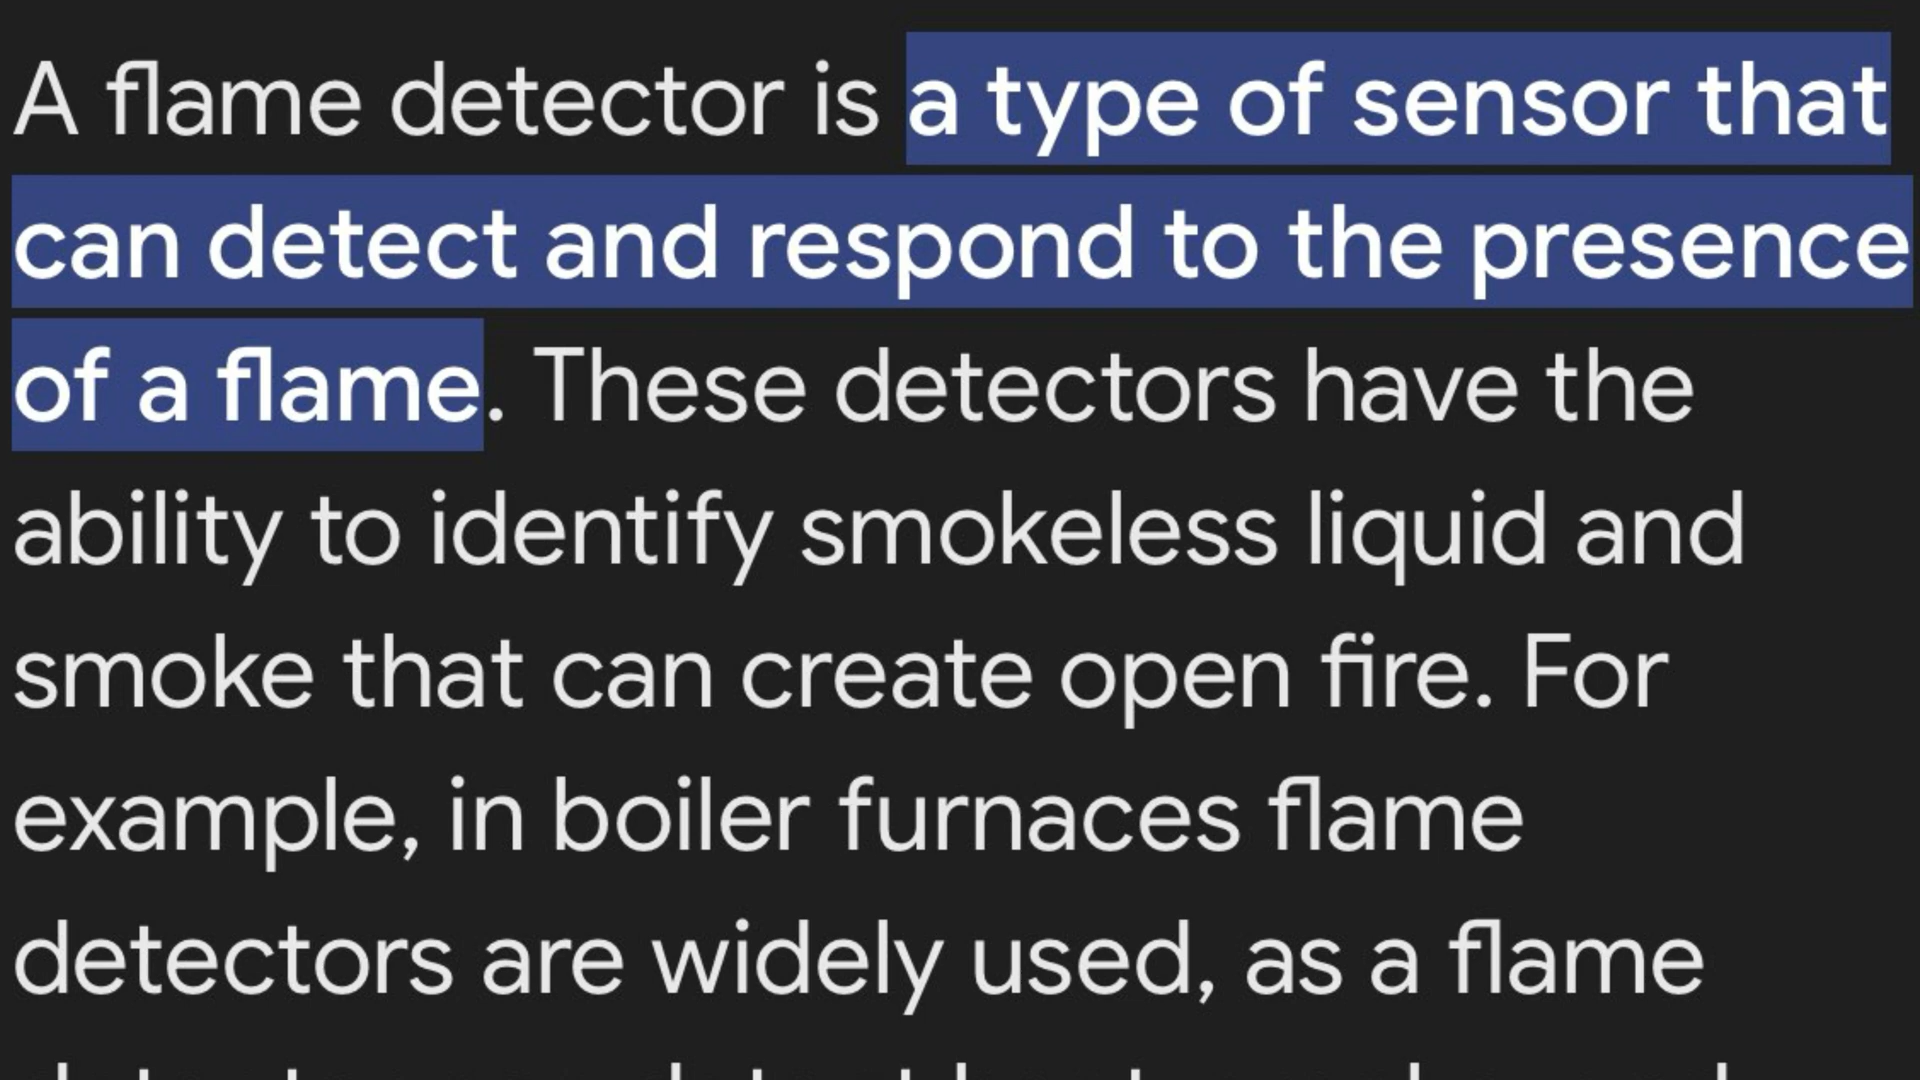 A flame detector is a type of sensor that
can detect and respond to the presence
of a flame. These detectors have the
ability to identify smokeless liquid and
smoke that can create open fire. For
example, in boiler furnaces flame
detectors are widely used, as a flame